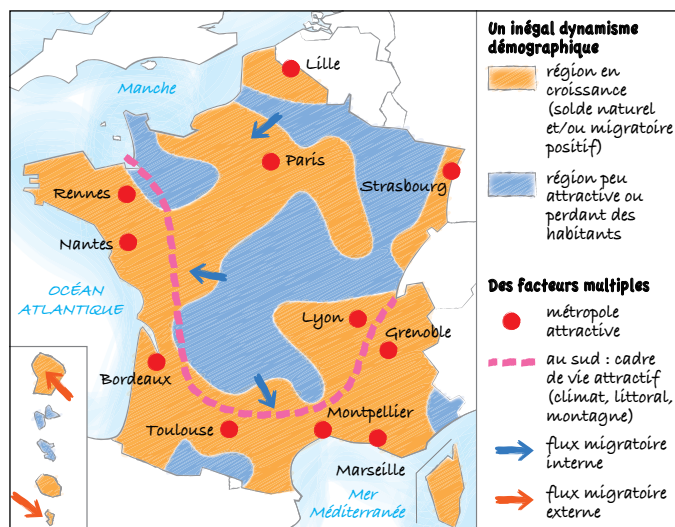 Lille
Manche
Paris
Strasbourg
Rennes
Nantes
OCÉAN
ATLANTIQUE
Lyon
Grenoble
Bordeaux
Montpellier
Toulouse
Marseille
Mer
Méditerranée
Un inégal dynamisme
démographique
région en
croissance
(solde naturel
et/ou migratoire
positif)
région peu
attractive ou
perdant des
habitants
Des facteurs multiples
métropole
attractive
au sud : cadre
de vie attractif
(climat, littoral,
montagne)
flux migratoire
interne
flux migratoire
externe